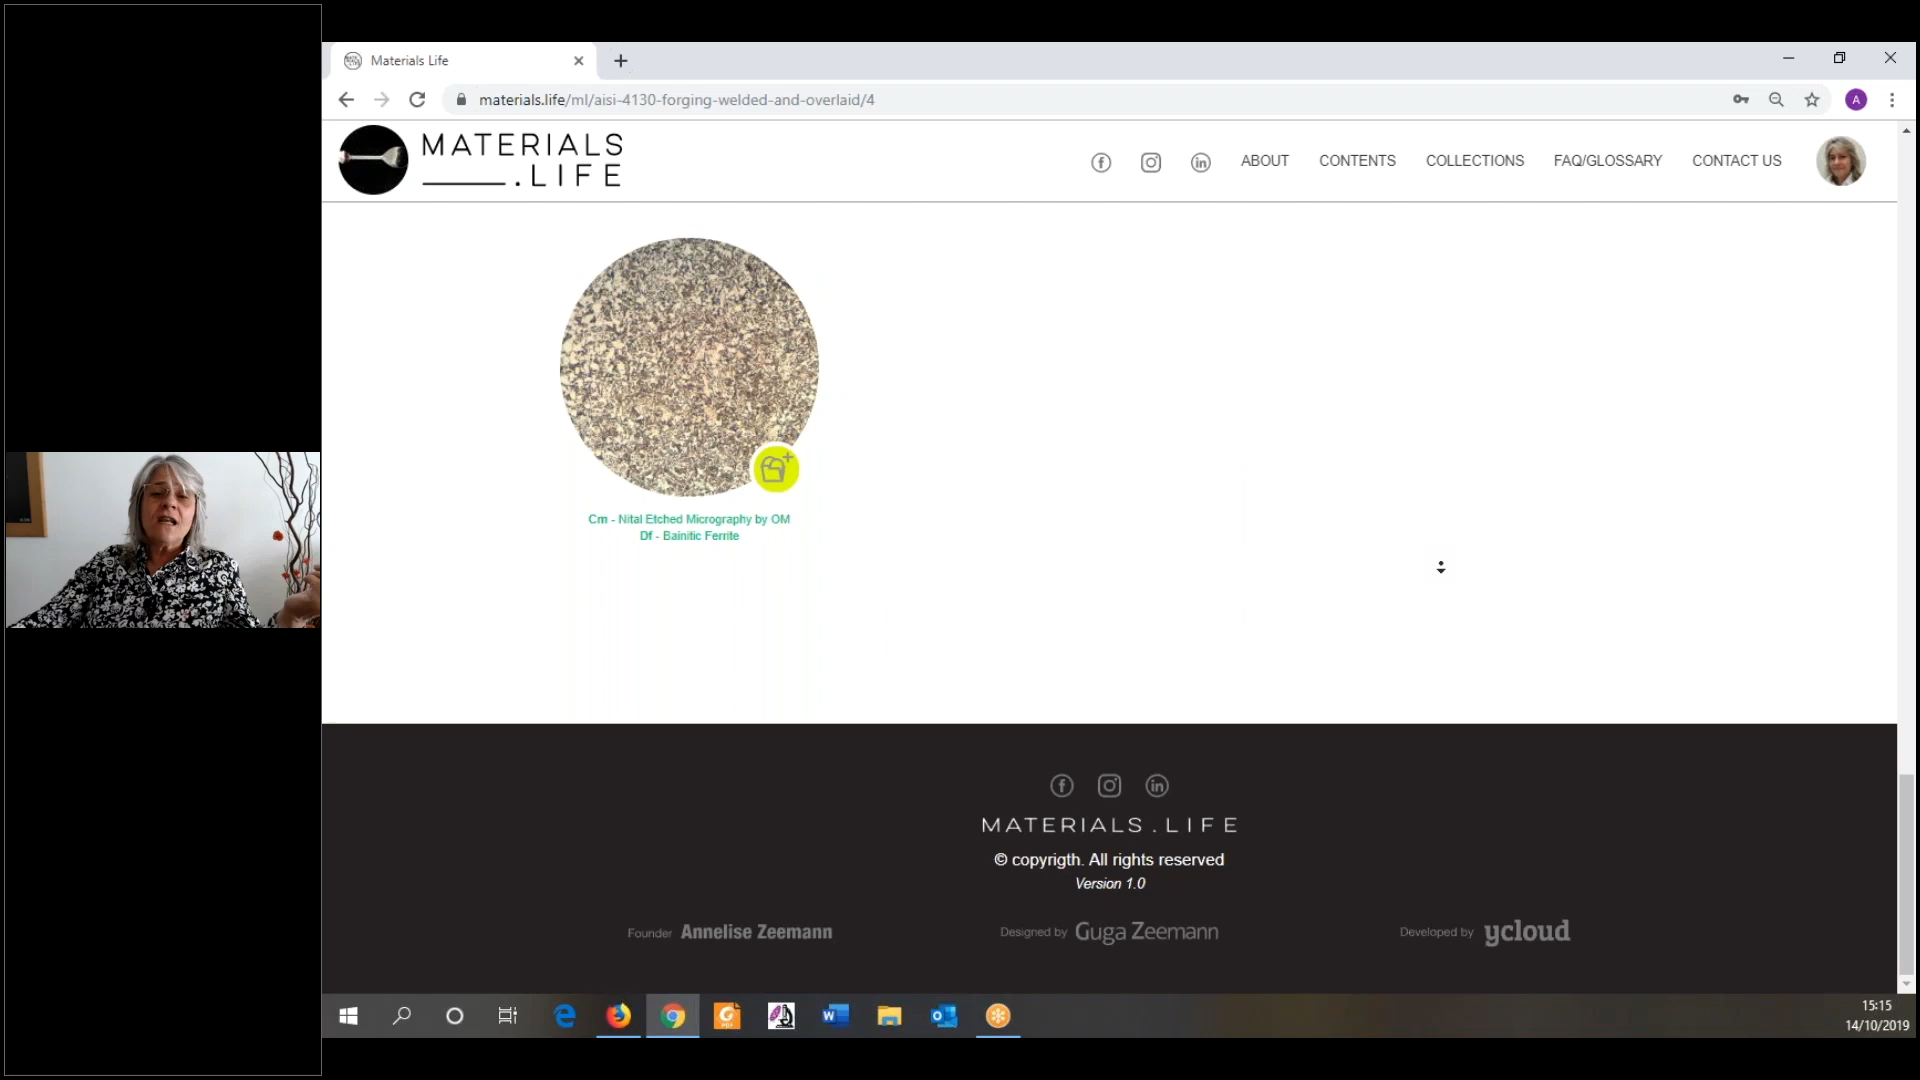 Materials Life
materials.life/ml/aisi-4130-forging-welded-and-overlaid/4
A
MATERIALS
.LIFE
ABOUT
CONTENTS
COLLECTIONS
FAQ/GLOSSARY
CONTACT US
Cm - Nital Etched Micrography by OM
Df - Bainitic Ferrite
MATERIALS.LIFE
© copyrigth. All rights reserved
Version 1.0
Founder Annelise Zeemann
Designed by Guga Zeemann
Developed by ycloud
15:15
14/10/2019